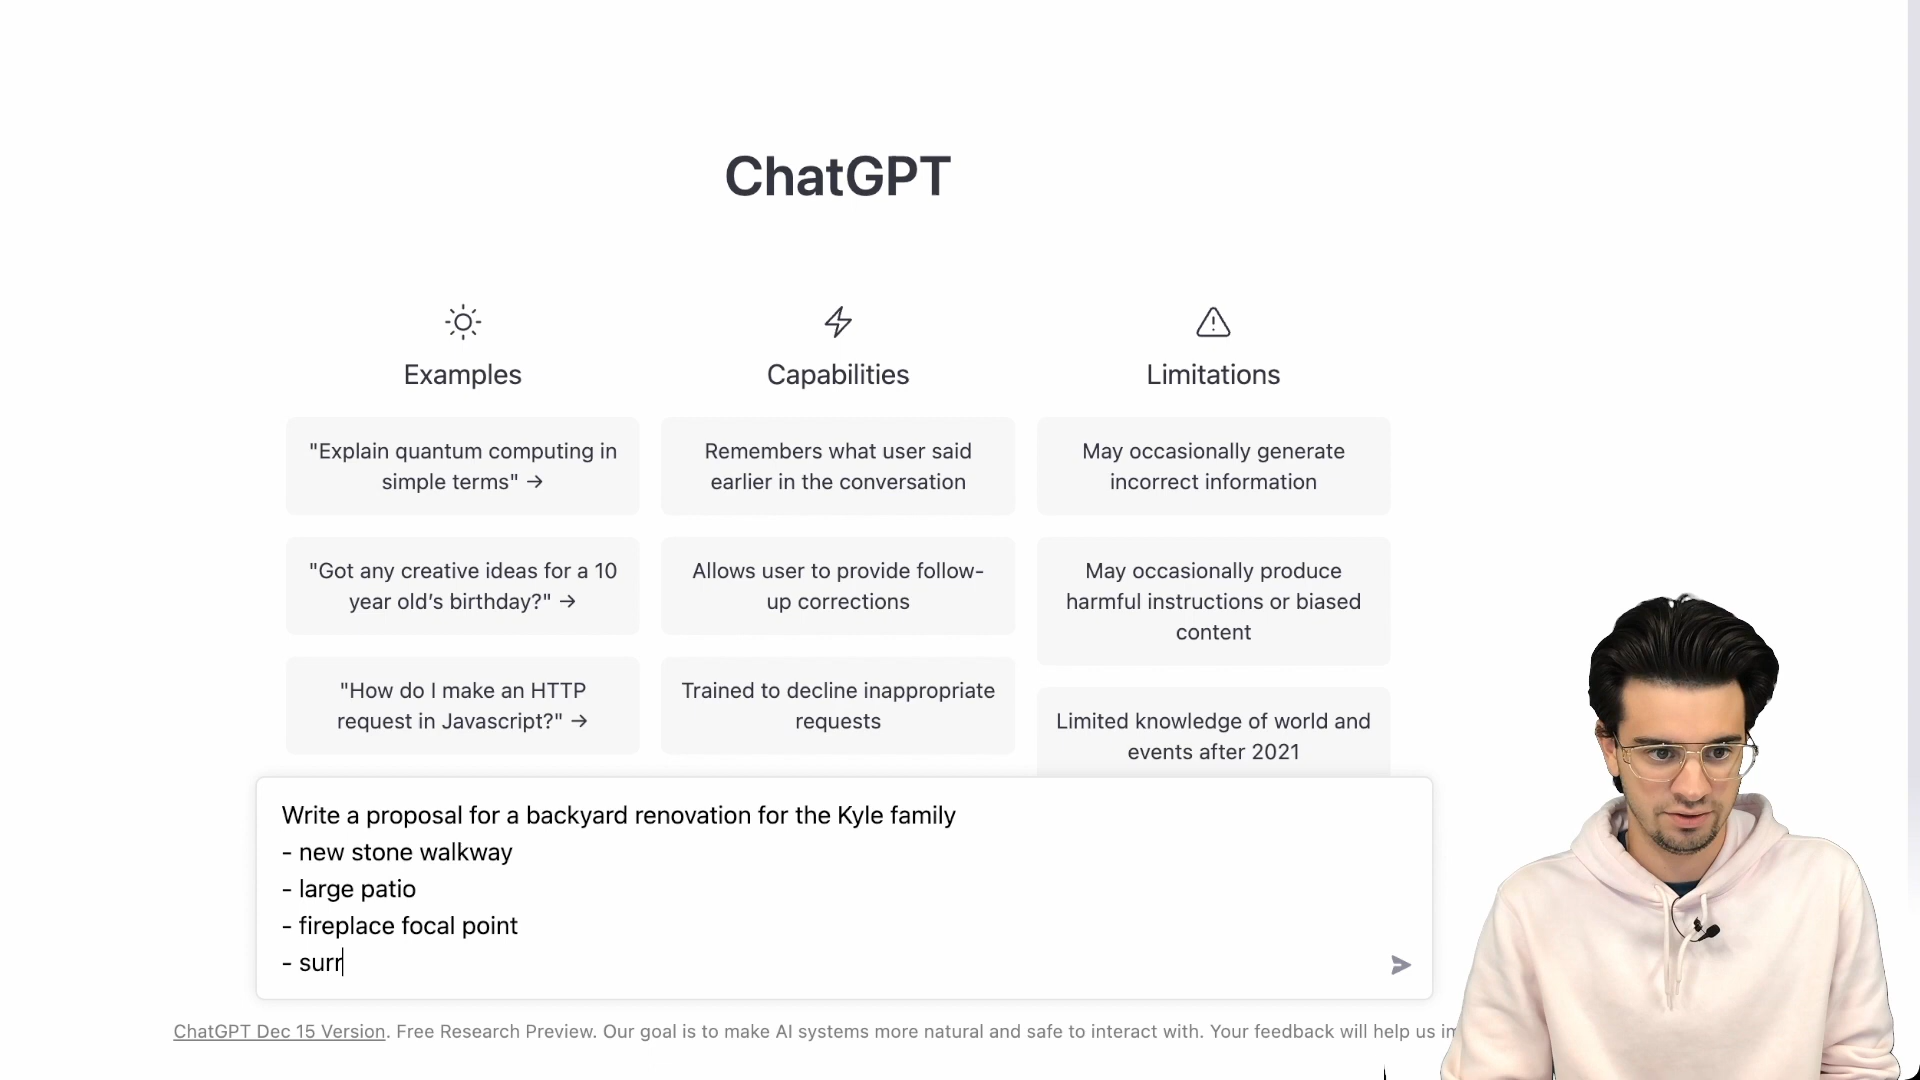 ChatGPT
Examples
"Explain quantum computing in
simple terms" →
"Got any creative ideas for a 10
year old's birthday?" →
"How do I make an HTTP
request in Javascript?" →
Capabilities
Remembers what user said
earlier in the conversation
Allows user to provide follow-
up corrections
Trained to decline inappropriate
requests
Limitations
May occasionally generate
incorrect information
May occasionally produce
harmful instructions or biased
content
Limited knowledge of world and
events after 2021
Write a proposal for a backyard renovation for the Kyle family
- new stone walkway
- large patio
- fireplace focal point
- surr
ChatGPT Dec 15 Version. Free Research Preview. Our goal is to make AI systems more natural and safe to interact with. Your feedback will help us